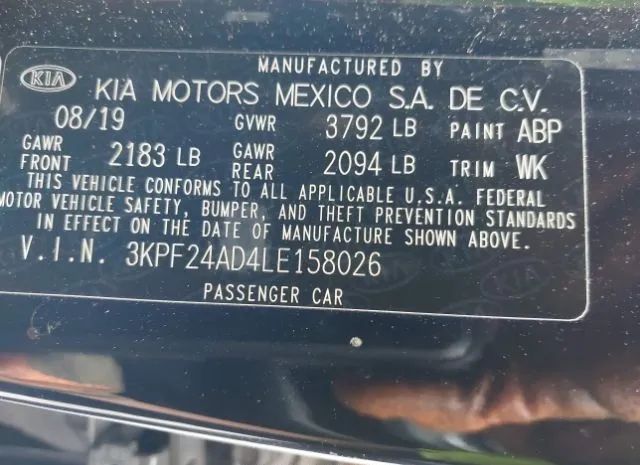 MANUFACTURED BY
KIA KIA MOTORS MEXICO S.A. DE C.V.
08/19 GVWR 3792 LB PAINT ABP
GAWR FRONT 2183 LB GAWR REAR 2094 LB TRIM WK
THIS VEHICLE CONFORMS TO ALL APPLICABLE U.S.A. FEDERAL
MOTOR VEHICLE SAFETY, BUMPER, AND THEFT PREVENTION STANDARDS
IN EFFECT ON THE DATE OF MANUFACTURE SHOWN ABOVE.
V.I.N. 3KPF24AD4LE158026
PASSENGER CAR